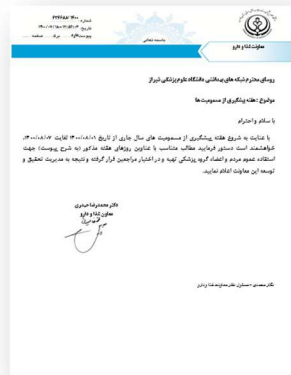 باسمه تعالی
معاونت غذا و دارو
روسای محترم شبکه های بهداشتی دانشگاه علوم پزشکی شیراز
موضوع: هفته پیشگیری از مسمومیت ها
با سلام و احترام
با عنایت به شروع هفته پیشگیری از مسمومیت های سال جاری از تاریخ ۱۴۰۰/۰۸/۰۱ لغایت ۱۴۰۰/۰۸/۰۷،
خواهشمند است دستور فرمایید مطالب متناسب با عناوین روزهای هفته مذکور (به شرح پیوست) جهت
استفاده عموم مردم و اعضاء گروه پزشکی تهیه و در اختیار مراجعین قرار گرفته و نتیجه به مدیریت تحقیق و
توسعه این معاونت اعلام نمایید.
دکتر محمدرضا حیدری
معاون غذا و دارو